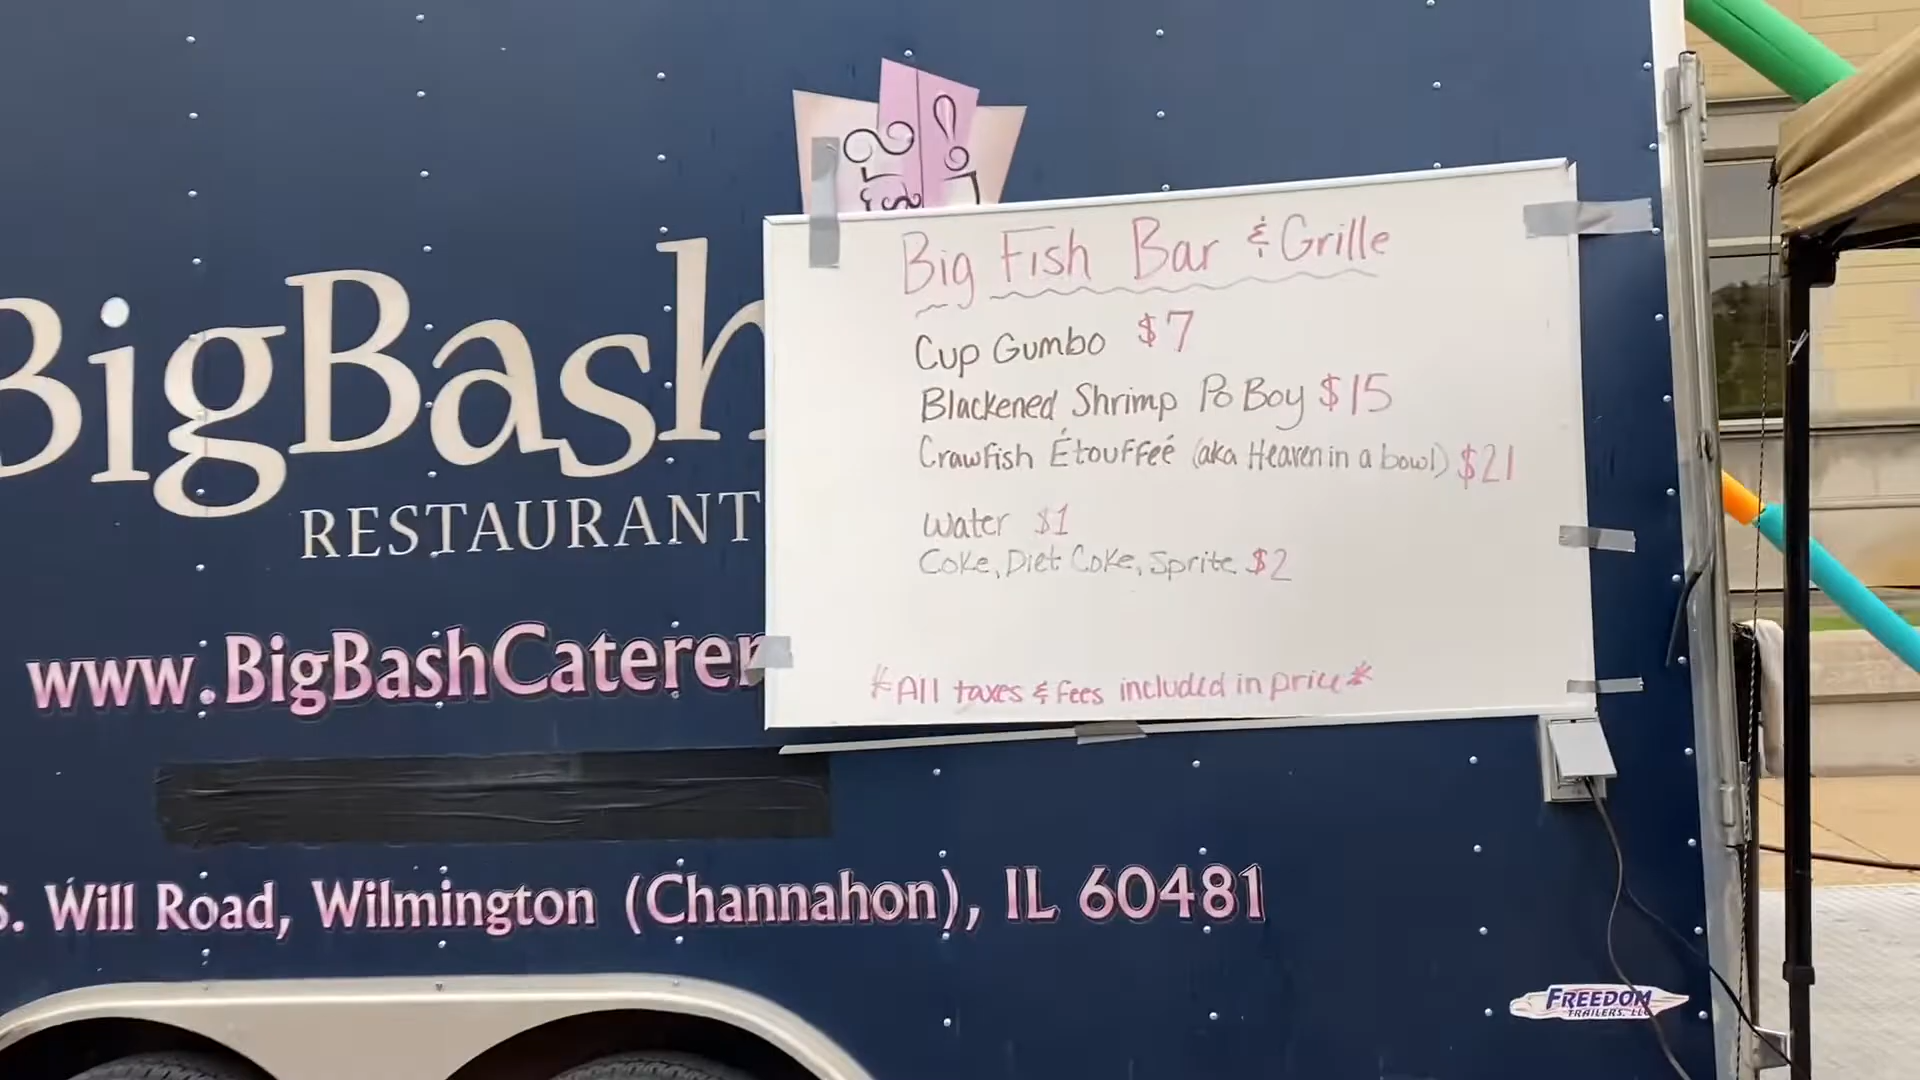 BigBash
RESTAURANT
www.BigBashCaterer
S. Will Road, Wilmington (Channahon), IL 60481
Big Fish Bar & Grille
Cup Gumbo $7
Blackened Shrimp Po Boy $15
Crawfish Étouffeé (aka Heaven in a bowl) $21
Water $1
Coke, Diet Coke, Sprite $2
*All taxes & fees included in price*
FREEDOM
TRAILERS, LLC